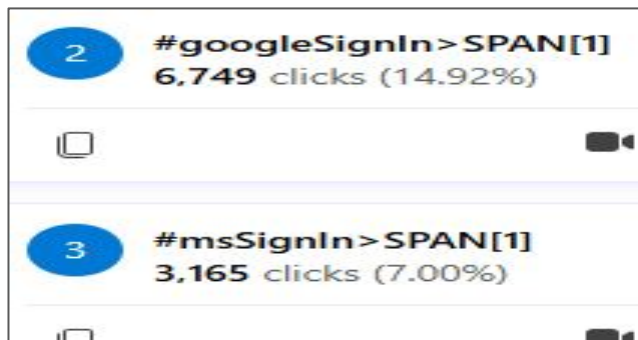 2
#googleSignIn>SPAN[1]
6,749 clicks (14.92%)
3
#msSignIn>SPAN[1]
3,165 clicks (7.00%)